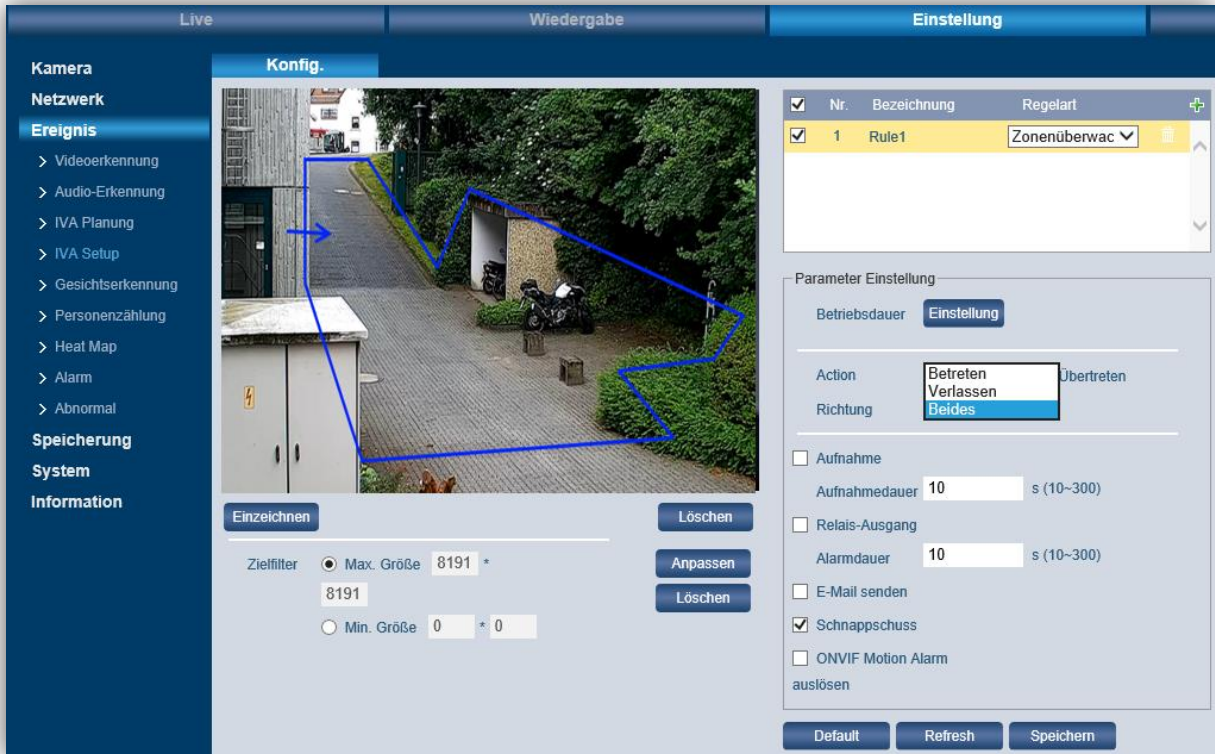 Live Wiedergabe Einstellung
Kamera
Netzwerk
Ereignis
Videoerkennung
Audio-Erkennung
IVA Planung
IVA Setup
Gesichtserkennung
Personenzählung
Heat Map
Alarm
Abnormal
Speicherung
System
Information
Konfig.
Einzeichnen Löschen
Zielfilter Max. Größe 8191 *
8191
Min. Größe 0 * 0
Anpassen
Löschen
Nr. Bezeichnung Regelart
1 Rule1 Zonenüberwac
Parameter Einstellung
Betriebsdauer Einstellung
Action Übertreten
Betreten
Verlassen
Beides
Richtung
Aufnahme
Aufnahmedauer 10 s (10~300)
Relais-Ausgang
Alarmdauer 10 s (10~300)
E-Mail senden
Schnappschuss
ONVIF Motion Alarm
auslösen
Default Refresh Speichern